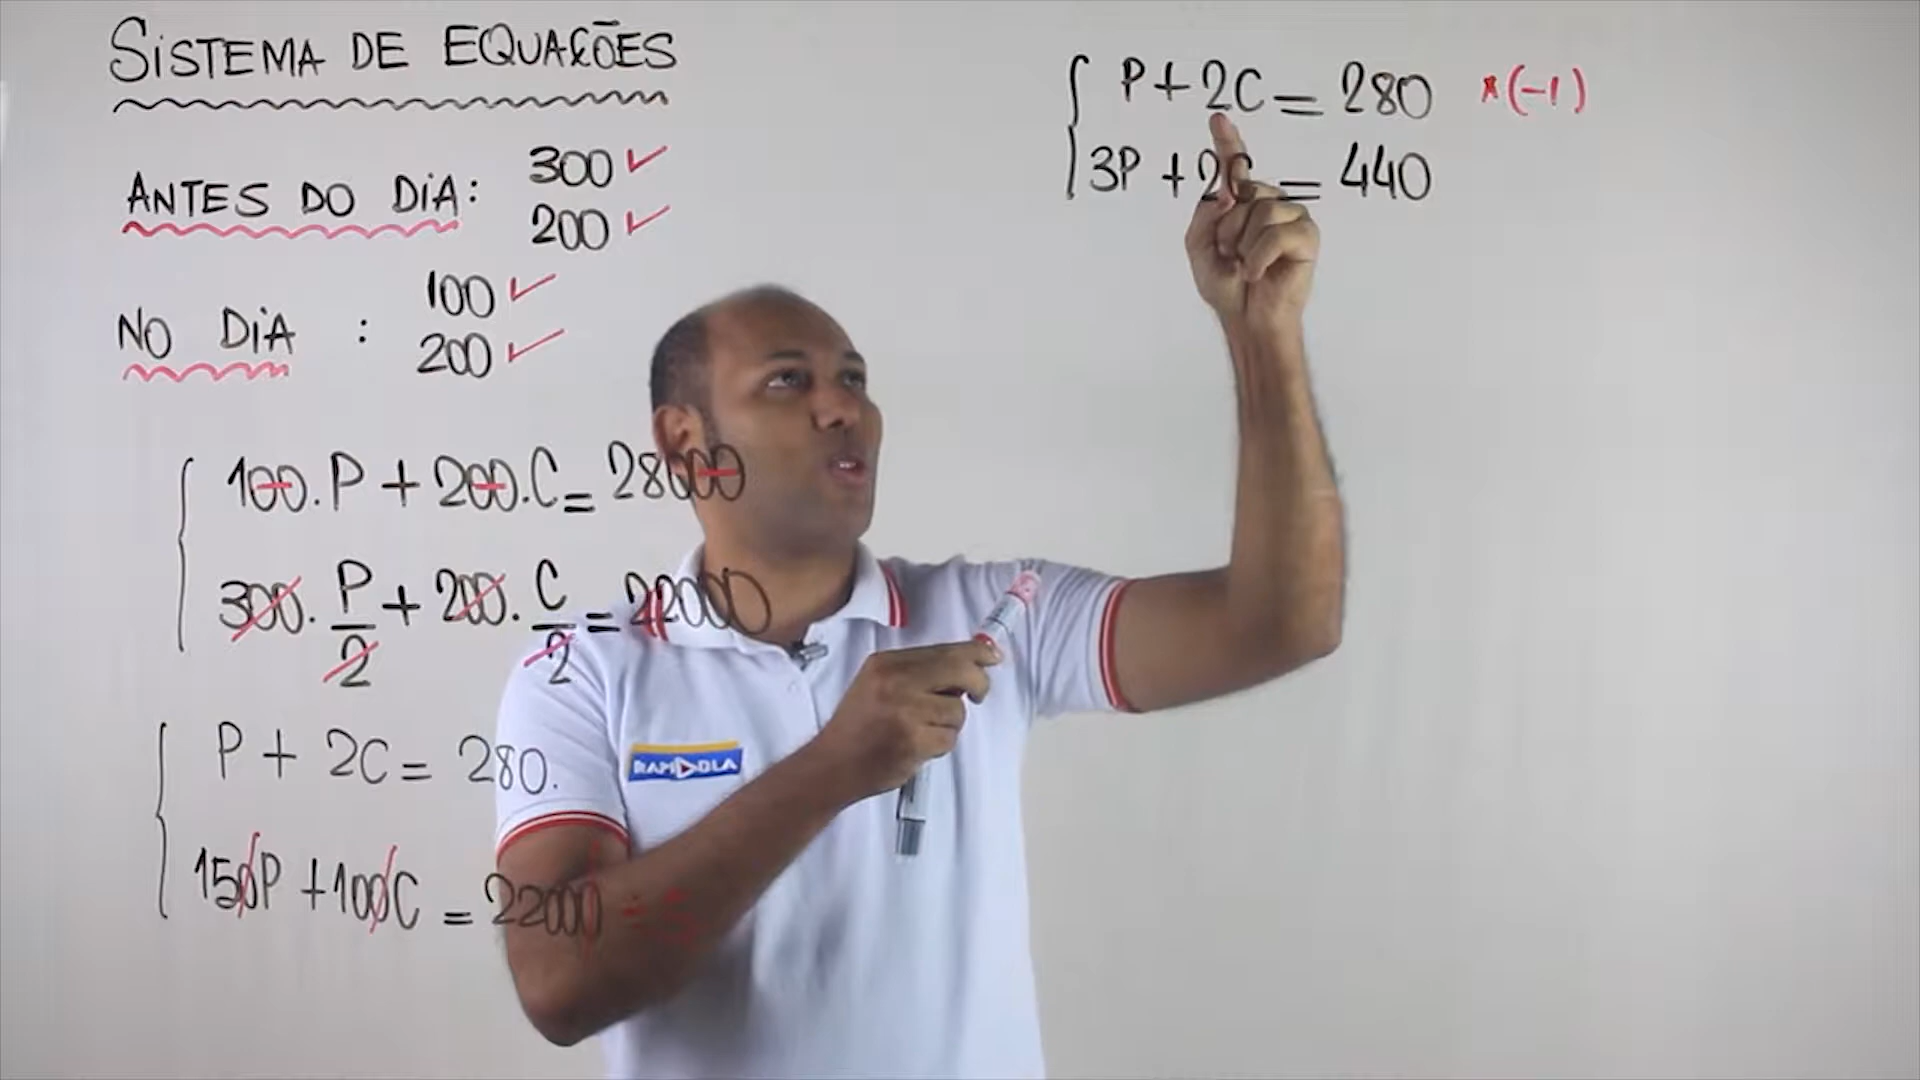 SISTEMA DE EQUAÇÕES
ANTES DO DIA: 300
200
NO DIA : 100
200
100.P + 200.C = 28000
300. P/2 + 200. C/2 = 22000
P + 2C = 280.
150P + 100C = 22000 ÷ 5
P + 2C = 280 * (-1)
3P + 2C = 440